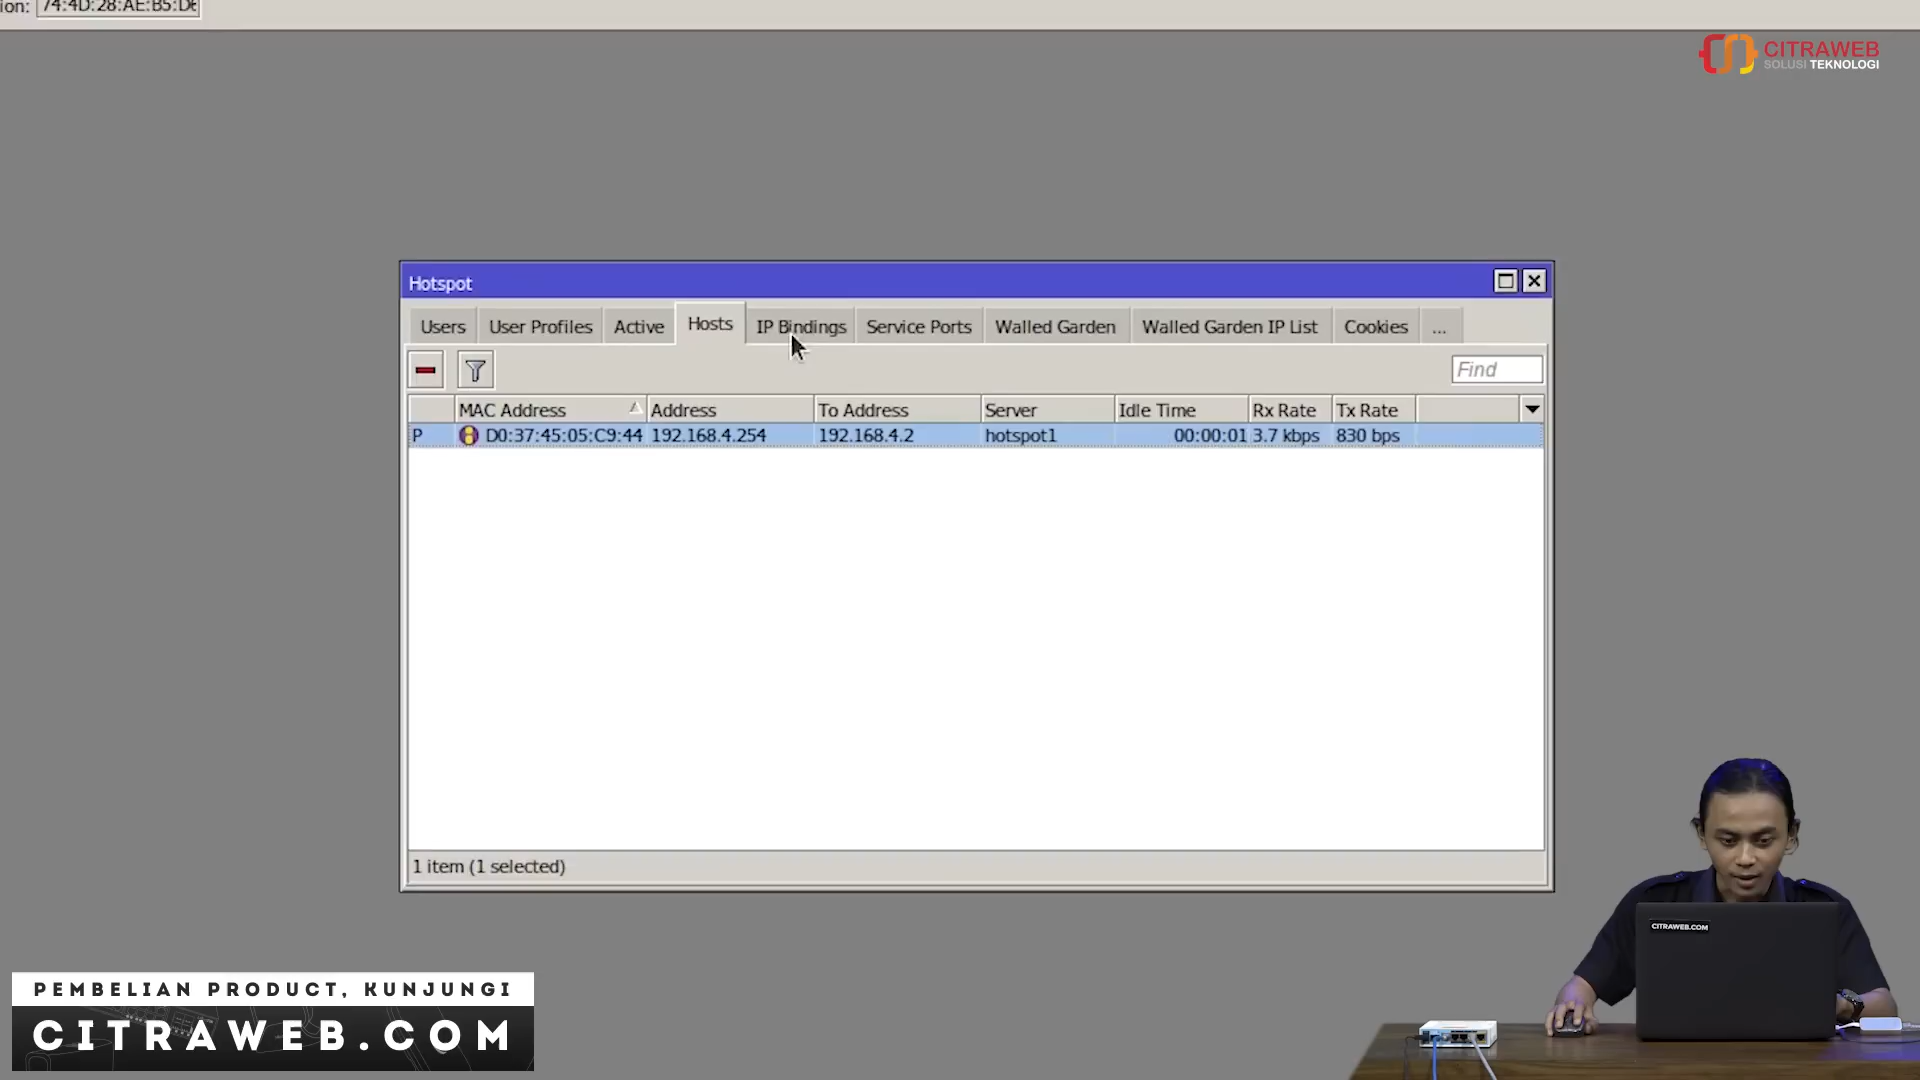 ion: 74:4D:28:AE:B5:D6
CITRAWEB
SOLUSI TEKNOLOGI
Hotspot
Users User Profiles Active Hosts IP Bindings Service Ports Walled Garden Walled Garden IP List Cookies ...
Find
MAC Address Address To Address Server Idle Time Rx Rate Tx Rate
P D0:37:45:05:C9:44 192.168.4.254 192.168.4.2 hotspot1 00:00:01 3.7 kbps 830 bps
1 item (1 selected)
CITRAWEB.COM
PEMBELIAN PRODUCT, KUNJUNGI
CITRAWEB.COM